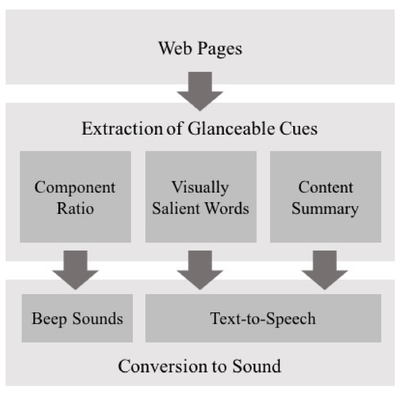 Web Pages
Extraction of Glanceable Cues
Component
Ratio
Visually
Salient Words
Content
Summary
Beep Sounds
Text-to-Speech
Conversion to Sound